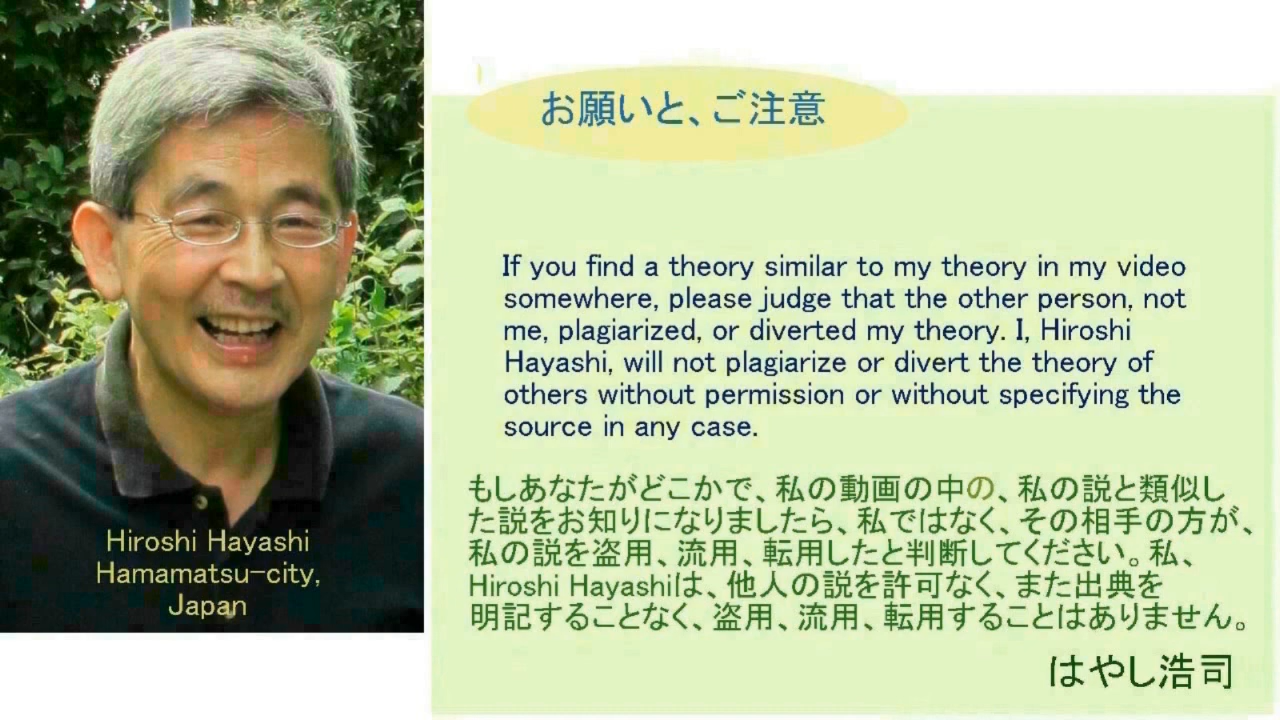 お願いと、ご注意
If you find a theory similar to my theory in my video
somewhere, please judge that the other person, not
me, plagiarized, or diverted my theory. I, Hiroshi
Hayashi, will not plagiarize or divert the theory of
others without permission or without specifying the
source in any case.
もしあなたがどこかで、私の動画の中の、私の説と類似し
た説をお知りになりましたら、私ではなく、その相手の方が、
私の説を盗用、流用、転用したと判断してください。私、
Hiroshi Hayashiは、他人の説を許可なく、また出典を
明記することなく、盗用、流用、転用することはありません。
はやし浩司
Hiroshi Hayashi
Hamamatsu-city,
Japan